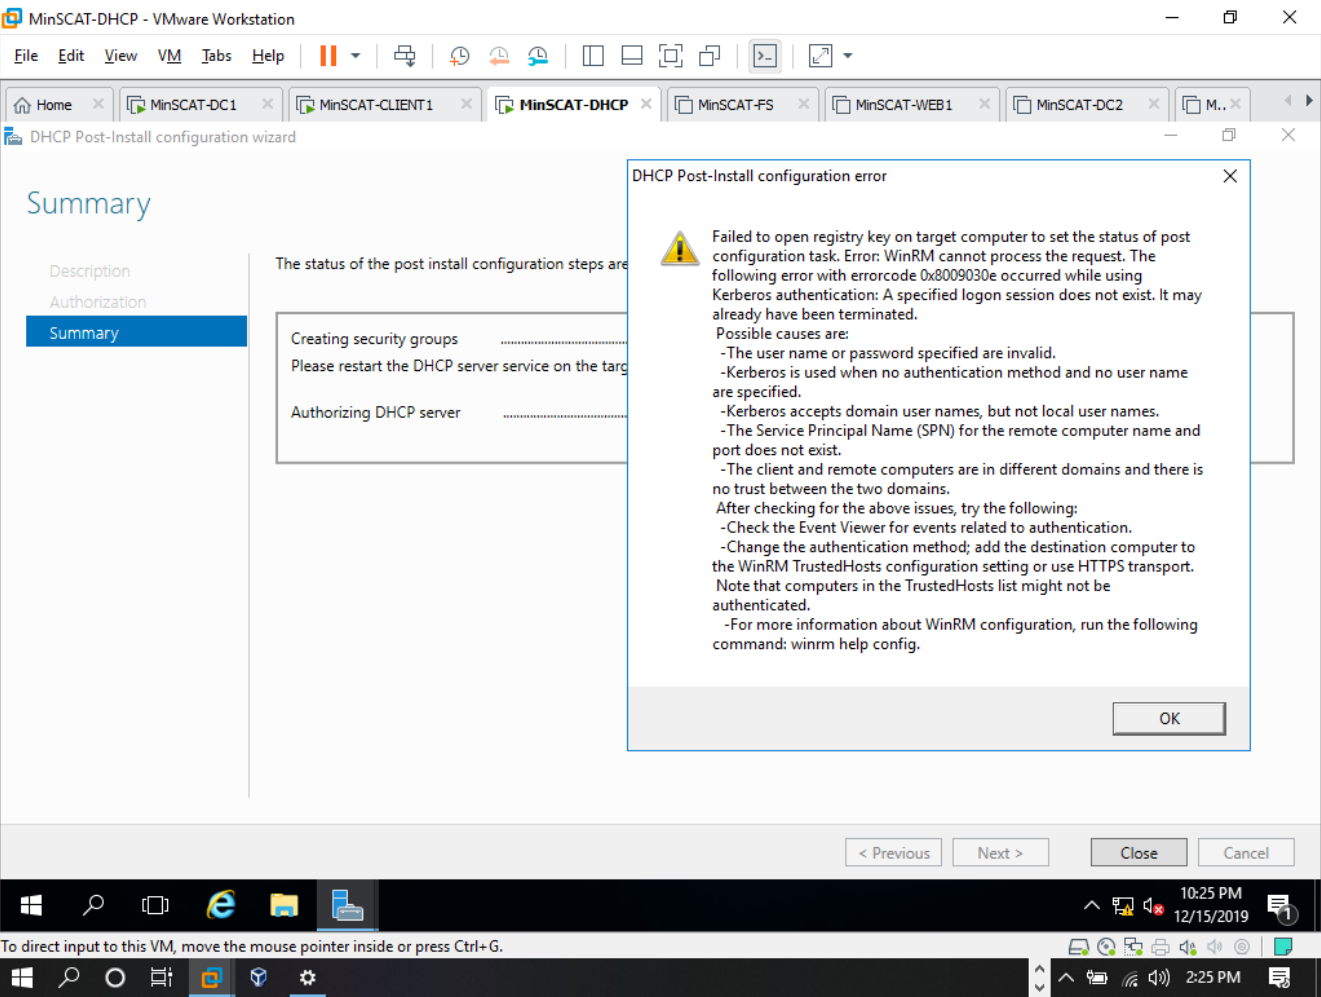 MinSCAT-DHCP - VMware Workstation
File Edit View VM Tabs Help
Home MinSCAT-DC1 MinSCAT-CLIENT1 MinSCAT-DHCP MinSCAT-FS MinSCAT-WEB1 MinSCAT-DC2 M..
DHCP Post-Install configuration wizard
DHCP Post-Install configuration error
Summary
Description
Authorization
Summary
The status of the post install configuration steps are
Creating security groups ........................................
Please restart the DHCP server service on the targ
Authorizing DHCP server ........................................
Failed to open registry key on target computer to set the status of post
configuration task. Error: WinRM cannot process the request. The
following error with errorcode 0x8009030e occurred while using
Kerberos authentication: A specified logon session does not exist. It may
already have been terminated.
Possible causes are:
-The user name or password specified are invalid.
-Kerberos is used when no authentication method and no user name
are specified.
-Kerberos accepts domain user names, but not local user names.
-The Service Principal Name (SPN) for the remote computer name and
port does not exist.
-The client and remote computers are in different domains and there is
no trust between the two domains.
After checking for the above issues, try the following:
-Check the Event Viewer for events related to authentication.
-Change the authentication method; add the destination computer to
the WinRM TrustedHosts configuration setting or use HTTPS transport.
Note that computers in the TrustedHosts list might not be
authenticated.
-For more information about WinRM configuration, run the following
command: winrm help config.
OK
< Previous Next > Close Cancel
10:25 PM
12/15/2019
1
To direct input to this VM, move the mouse pointer inside or press Ctrl+G.
2:25 PM